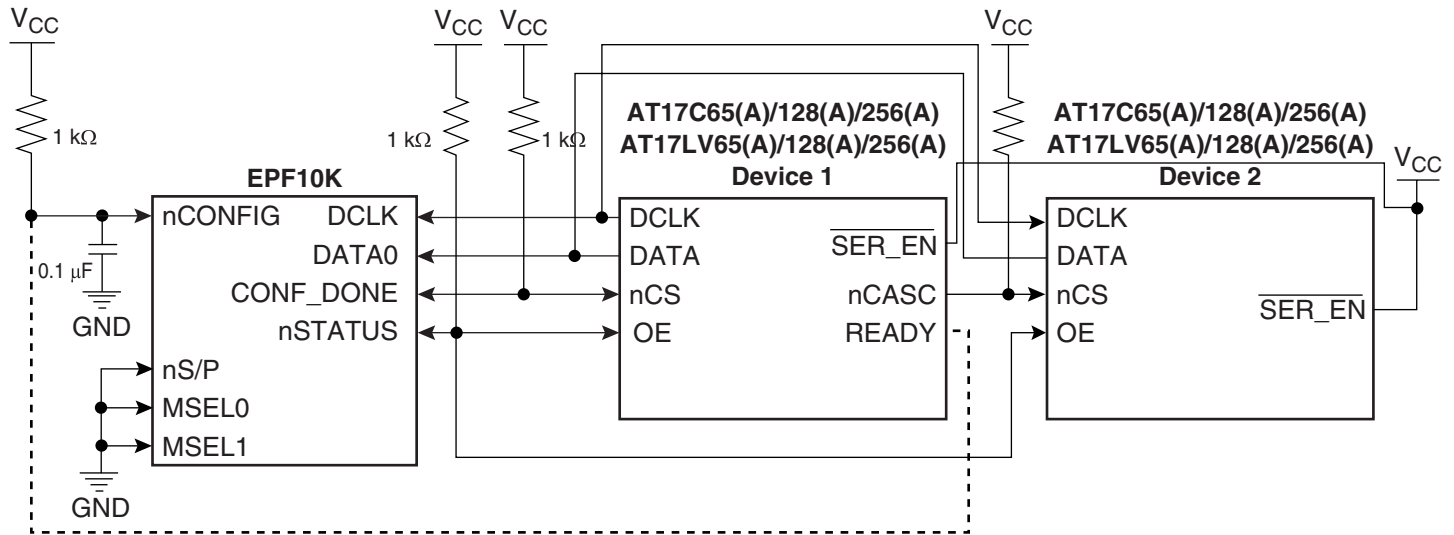 VCC
VCC
VCC
VCC
1 kΩ
1 kΩ
1 kΩ
AT17C65(A)/128(A)/256(A)
AT17LV65(A)/128(A)/256(A)
Device 1
AT17C65(A)/128(A)/256(A)
AT17LV65(A)/128(A)/256(A)
Device 2
VCC
EPF10K
nCONFIG
DCLK
DATA0
CONF_DONE
nSTATUS
nS/P
MSEL0
MSEL1
0.1 µF
GND
GND
DCLK
DATA
nCS
OE
SER_EN
nCASC
READY
DCLK
DATA
nCS
OE
SER_EN